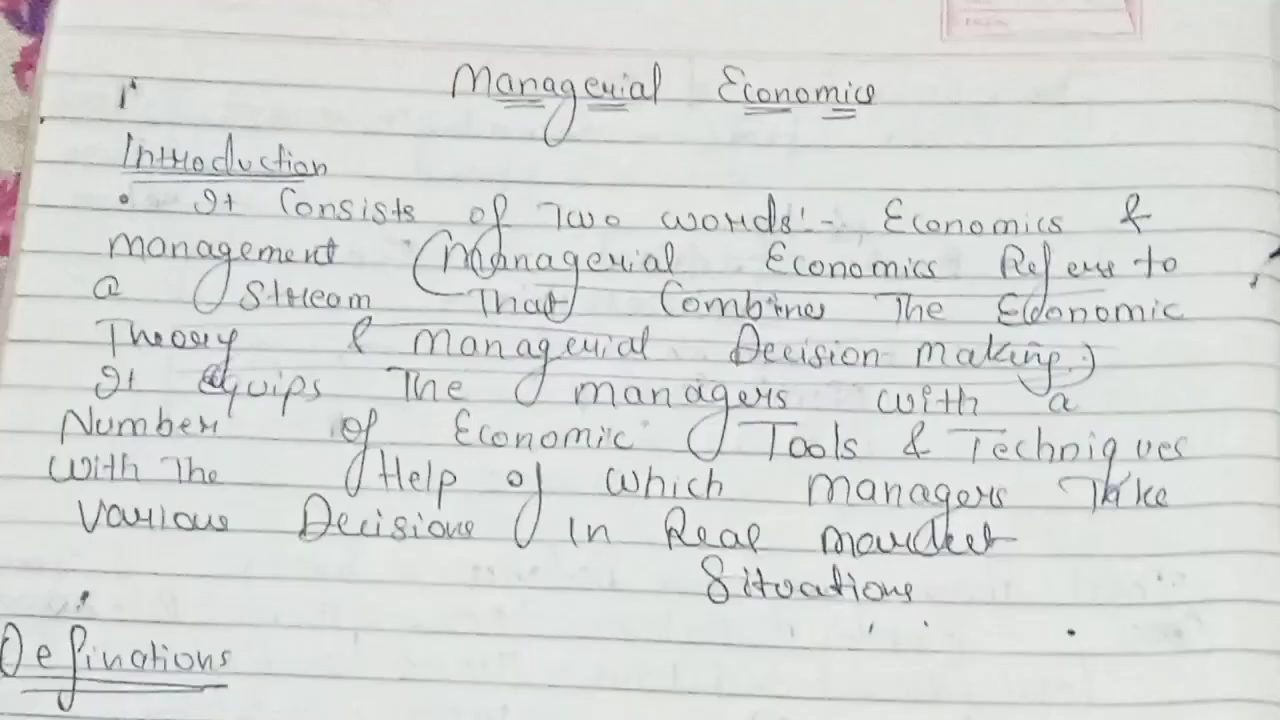 Managerial Economics
Introduction
• It Consists of Two words:- Economics &
management (Managerial Economics Refers to
a Stream That Combines The Economic
Theory & managerial Decision making.)
It equips The managers with a
Number of Economic Tools & Techniques
With The Help of which managers Take
Various Decisions In Real market
Situations
Definations